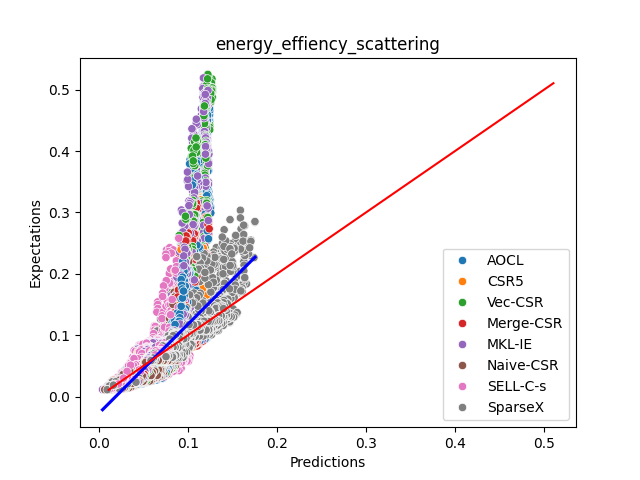 energy_effiency_scattering
Expectations
0.5
0.4
0.3
0.2
0.1
0.0
AOCL
CSR5
Vec-CSR
Merge-CSR
MKL-IE
Naive-CSR
SELL-C-s
SparseX
0.0 0.1 0.2 0.3 0.4 0.5
Predictions